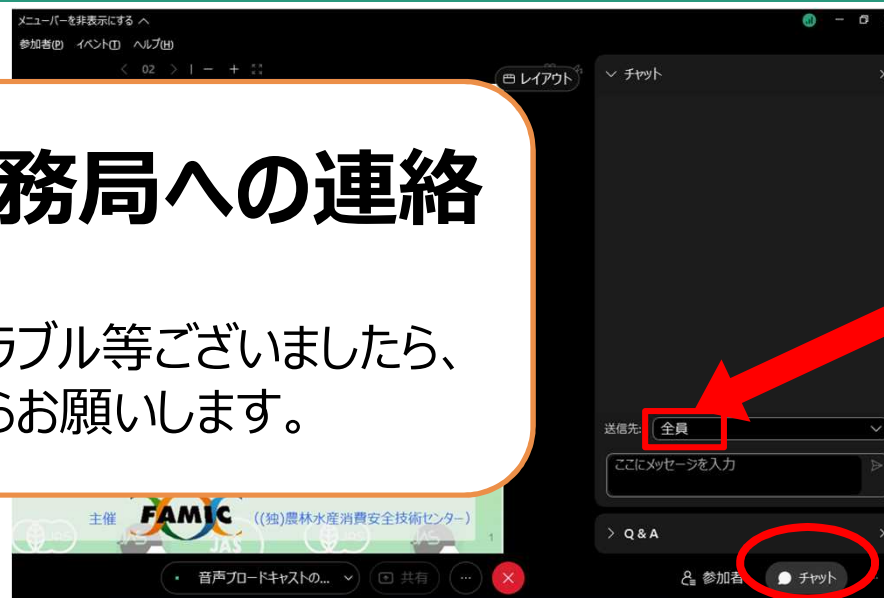 メニューバーを非表示にする へ
参加者(P) イベント(T) ヘルプ(H)
02
レイアウト
チャット
務局への連絡
ラブル等ございましたら、
らお願いします。
送信先:
全員
ここにメッセージを入力
主催 FAMIC ((独)農林水産消費安全技術センター)
JAS JAS JAS
1
Q&A
音声ブロードキャストの...
共有
参加者
チャット